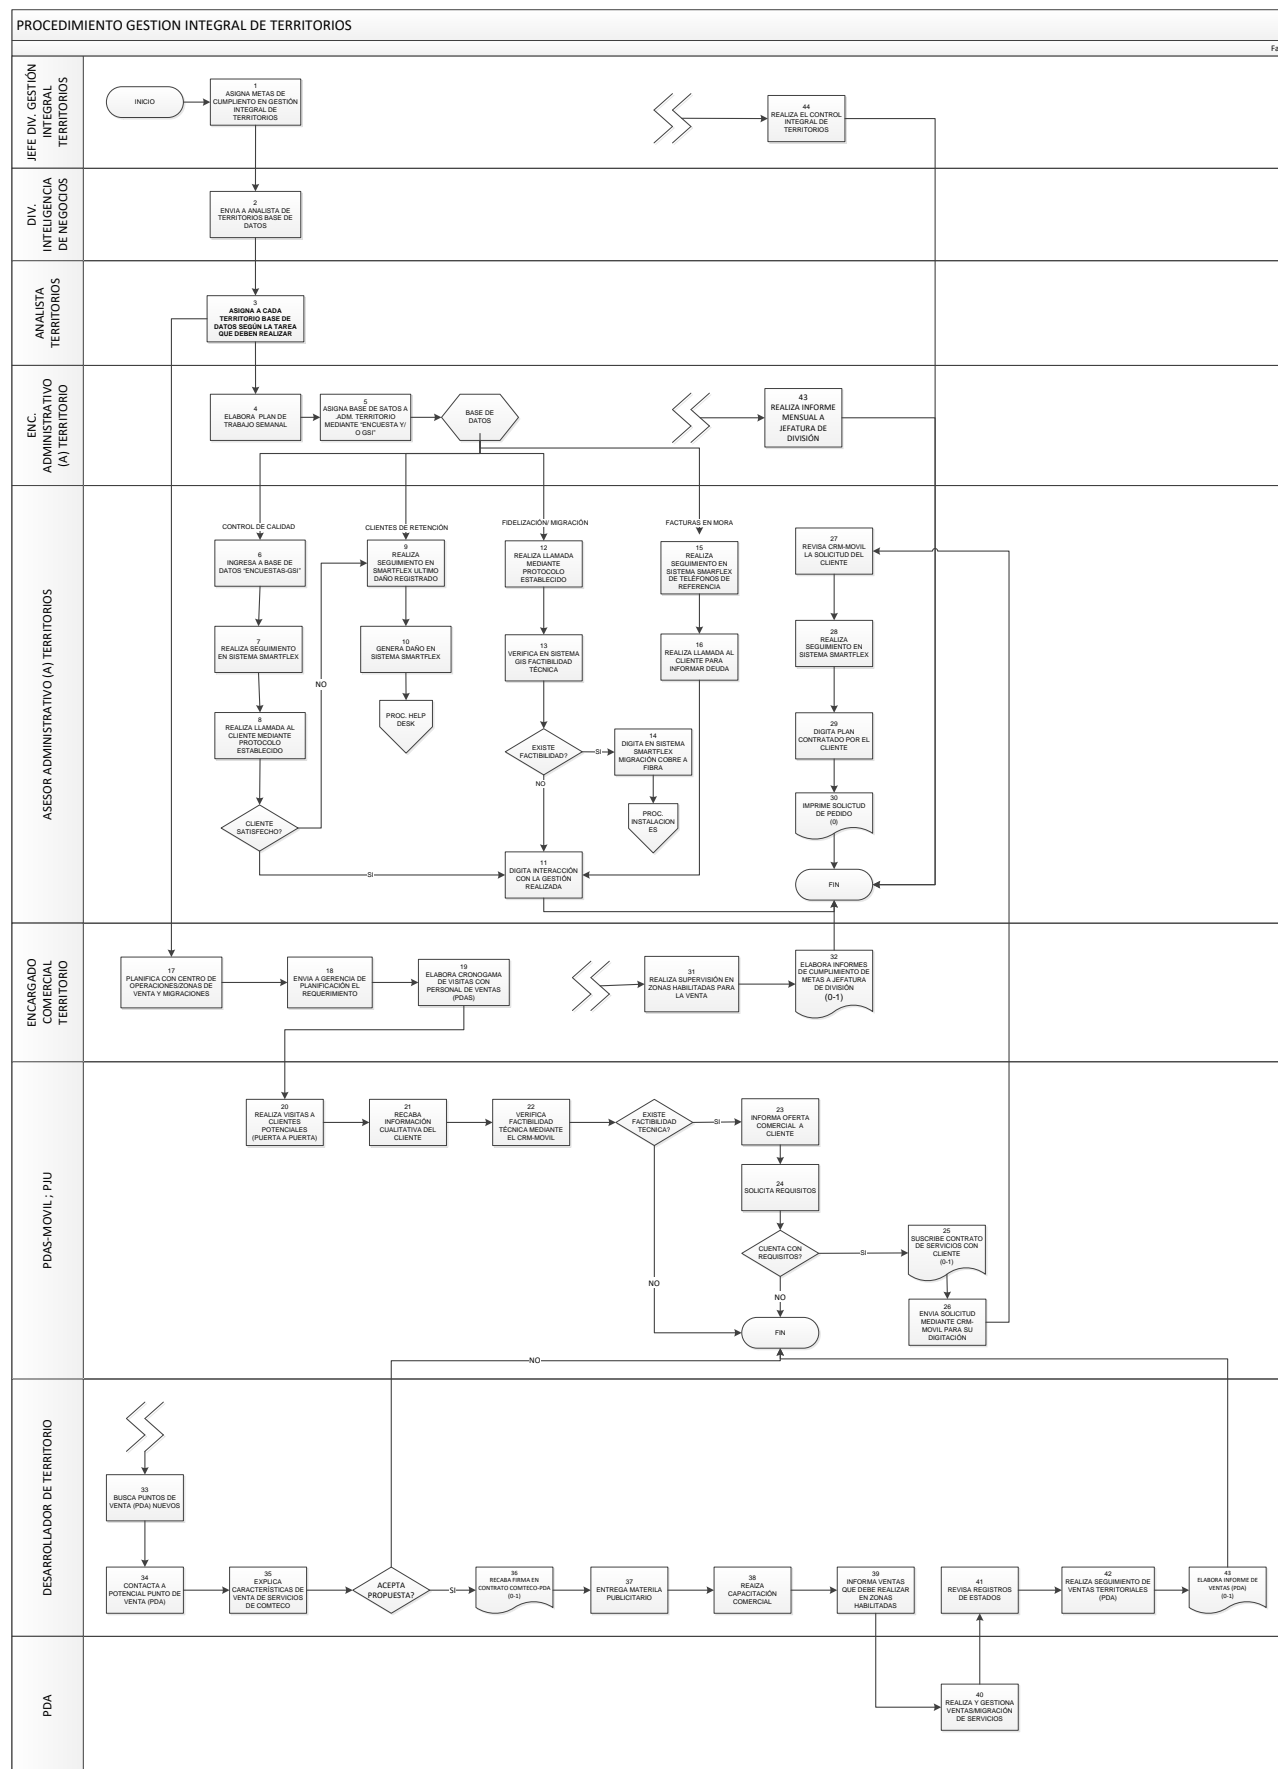 PROCEDIMIENTO GESTION INTEGRAL DE TERRITORIOS
Fa
JEFE DIV. GESTIÓN
INTEGRAL
TERRITORIOS
INICIO
1
ASIGNA METAS DE
CUMPLIENTO EN GESTIÓN
INTEGRAL DE
TERRITORIOS
44
REALIZA EL CONTROL
INTEGRAL DE
TERRITORIOS
DIV.
INTELIGENCIA
DE NEGOCIOS
2
ENVIA A ANALISTA DE
TERRITORIOS BASE DE
DATOS
ANALISTA
TERRITORIOS
3
ASIGNA A CADA
TERRITORIO BASE DE
DATOS SEGÚN LA TAREA
QUE DEBEN REALIZAR
ENC.
ADMINISTRATIVO
(A) TERRITORIO
4
ELABORA PLAN DE
TRABAJO SEMANAL
5
ASIGNA BASE DE SATOS A
.ADM. TERRITORIO
MEDIANTE "ENCUESTA Y/
O GSI"
BASE DE
DATOS
43
REALIZA INFORME
MENSUAL A
JEFATURA DE
DIVISIÓN
ASESOR ADMINISTRATIVO (A) TERRITORIOS
CONTROL DE CALIDAD
CLIENTES DE RETENCIÓN
FIDELIZACIÓN/ MIGRACIÓN
FACTURAS EN MORA
6
INGRESA A BASE DE
DATOS "ENCUESTAS-GSI"
7
REALIZA SEGUIMIENTO
EN SISTEMA SMARTFLEX
8
REALIZA LLAMADA AL
CLIENTE MEDIANTE
PROTOCOLO
ESTABLECIDO
CLIENTE
SATISFECHO?
NO
SI
9
REALIZA
SEGUIMIENTO EN
SMARTFLEX ULTIMO
DAÑO REGISTRADO
10
GENERA DAÑO EN
SISTEMA SMARTFLEX
PROC. HELP
DESK
12
REALIZA LLAMADA
MEDIANTE
PROTOCOLO
ESTABLECIDO
13
VERIFICA EN SISTEMA
GIS FACTIBILIDAD
TÉCNICA
EXISTE
FACTIBILIDAD?
SI
NO
14
DIGITA EN SISTEMA
SMARTFLEX
MIGRACIÓN COBRE A
FIBRA
PROC.
INSTALACION
ES
11
DIGITA INTERACCIÓN
CON LA GESTIÓN
REALIZADA
15
REALIZA
SEGUIMIENTO EN
SISTEMA SMARFLEX
DE TELÉFONOS DE
REFERENCIA
16
REALIZA LLAMADA AL
CLIENTE PARA
INFORMAR DEUDA
27
REVISA CRM-MOVIL
LA SOLICITUD DEL
CLIENTE
28
REALIZA
SEGUIMIENTO EN
SISTEMA SMARTFLEX
29
DIGITA PLAN
CONTRATADO POR EL
CLIENTE
30
IMPRIME SOLICTUD
DE PEDIDO
(0)
FIN
ENCARGADO
COMERCIAL
TERRITORIO
17
PLANIFICA CON CENTRO DE
OPERACIONES/ZONAS DE
VENTA Y MIGRACIONES
18
ENVIA A GERENCIA DE
PLANIFICACIÓN EL
REQUERIMIENTO
19
ELABORA CRONOGAMA
DE VISITAS CON
PERSONAL DE VENTAS
(PDAS)
31
REALIZA SUPERVISIÓN EN
ZONAS HABILITADAS PARA
LA VENTA
32
ELABORA INFORMES
DE CUMPLIMIENTO DE
METAS A JEFATURA
DE DIVISIÓN
(0-1)
PDAS-MOVIL ; PJU
20
REALIZA VISITAS A
CLIENTES
POTENCIALES
(PUERTA A PUERTA)
21
RECABA
INFORMACIÓN
CUALITATIVA DEL
CLIENTE
22
VERIFICA
FACTIBILIDAD
TÉCNICA MEDIANTE
EL CRM-MOVIL
EXISTE
FACTIBILIDAD
TECNICA?
SI
NO
23
INFORMA OFERTA
COMERCIAL A
CLIENTE
24
SOLICITA REQUISITOS
CUENTA CON
REQUISITOS?
SI
NO
25
SUSCRIBE CONTRATO
DE SERVICIOS CON
CLIENTE
(0-1)
26
ENVIA SOLICITUD
MEDIANTE CRM-
MOVIL PARA SU
DIGITACIÓN
FIN
NO
DESARROLLADOR DE TERRITORIO
33
BUSCA PUNTOS DE
VENTA (PDA) NUEVOS
34
CONTACTA A
POTENCIAL PUNTO DE
VENTA (PDA)
35
EXPLICA
CARACTERÍSTICAS DE
VENTA DE SERVICIOS
DE COMTECO
ACEPTA
PROPUESTA?
SI
36
RECABA FIRMA EN
CONTRATO COMTECO-PDA
(0-1)
37
ENTREGA MATERILA
PUBLICITARIO
38
REAIZA
CAPACITACIÓN
COMERCIAL
39
INFORMA VENTAS
QUE DEBE REALIZAR
EN ZONAS
HABILITADAS
41
REVISA REGISTROS
DE ESTADOS
42
REALIZA SEGUIMIENTO DE
VENTAS TERRITORIALES
(PDA)
43
ELABORA INFORME DE
VENTAS (PDA)
(0-1)
PDA
40
REALIZA Y GESTIONA
VENTAS/MIGRACIÓN
DE SERVICIOS